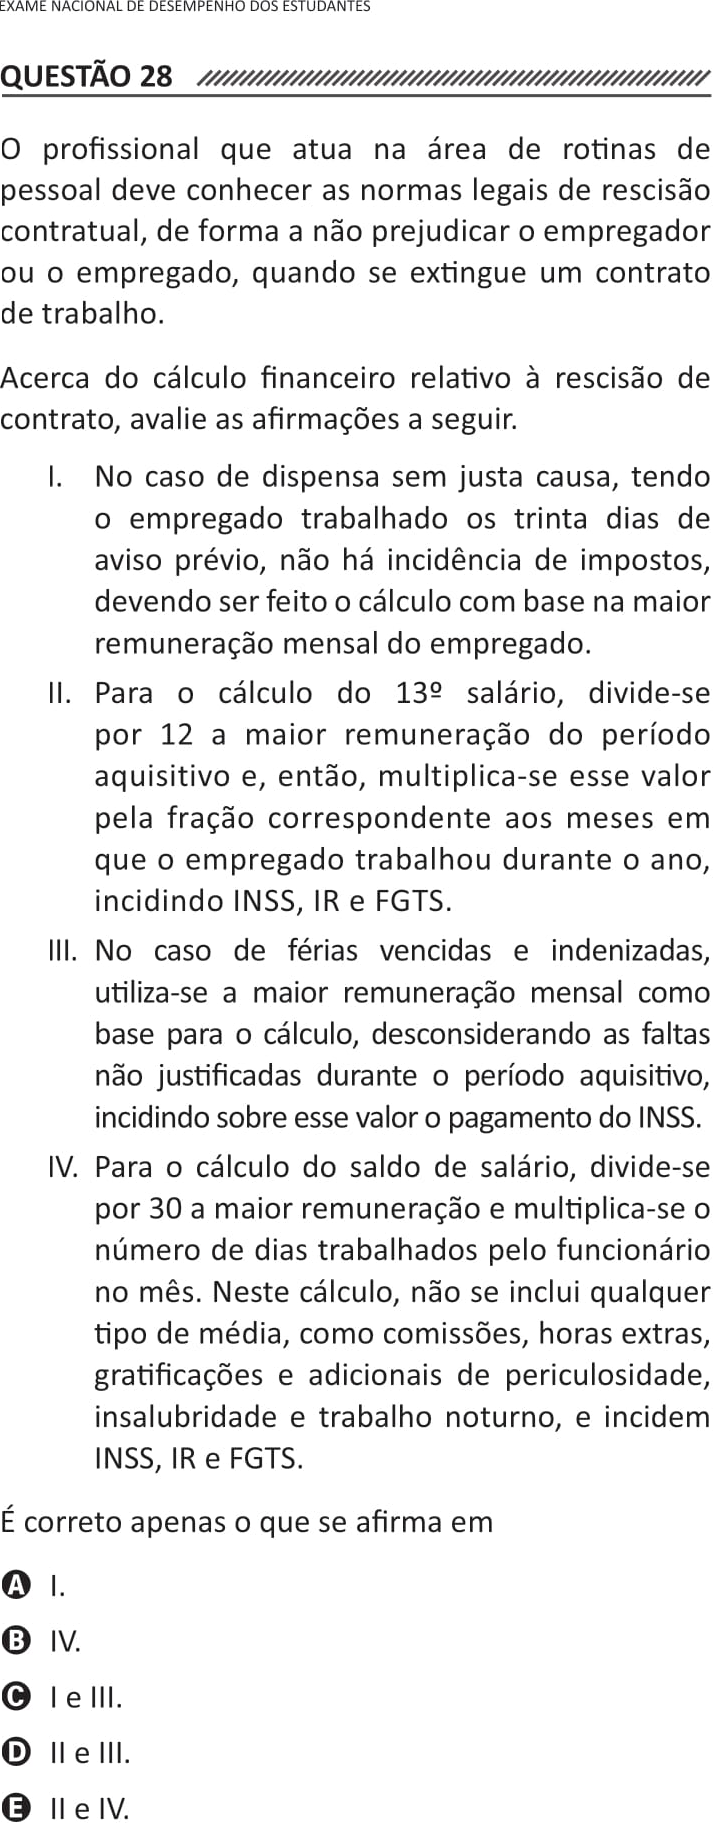 EXAME NACIONAL DE DESEMPENHO DOS ESTUDANTES
QUESTÃO 28
O profissional que atua na área de rotinas de
pessoal deve conhecer as normas legais de rescisão
contratual, de forma a não prejudicar o empregador
ou o empregado, quando se extingue um contrato
de trabalho.
Acerca do cálculo financeiro relativo à rescisão de
contrato, avalie as afirmações a seguir.
I. No caso de dispensa sem justa causa, tendo
o empregado trabalhado os trinta dias de
aviso prévio, não há incidência de impostos,
devendo ser feito o cálculo com base na maior
remuneração mensal do empregado.
II. Para o cálculo do 13º salário, divide-se
por 12 a maior remuneração do período
aquisitivo e, então, multiplica-se esse valor
pela fração correspondente aos meses em
que o empregado trabalhou durante o ano,
incidindo INSS, IR e FGTS.
III. No caso de férias vencidas e indenizadas,
utiliza-se a maior remuneração mensal como
base para o cálculo, desconsiderando as faltas
não justificadas durante o período aquisitivo,
incidindo sobre esse valor o pagamento do INSS.
IV. Para o cálculo do saldo de salário, divide-se
por 30 a maior remuneração e multiplica-se o
número de dias trabalhados pelo funcionário
no mês. Neste cálculo, não se inclui qualquer
tipo de média, como comissões, horas extras,
gratificações e adicionais de periculosidade,
insalubridade e trabalho noturno, e incidem
INSS, IR e FGTS.
É correto apenas o que se afirma em
A I.
B IV.
C I e III.
D II e III.
E II e IV.